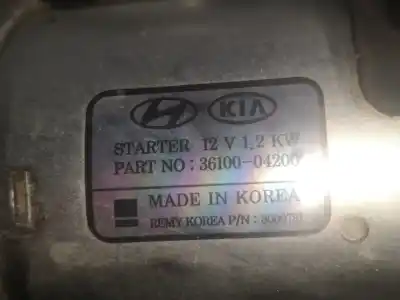 KIA
STARTER 12 V 1.2 KW
PART NO : 36100-04200
MADE IN KOREA
REMY KOREA P/N :